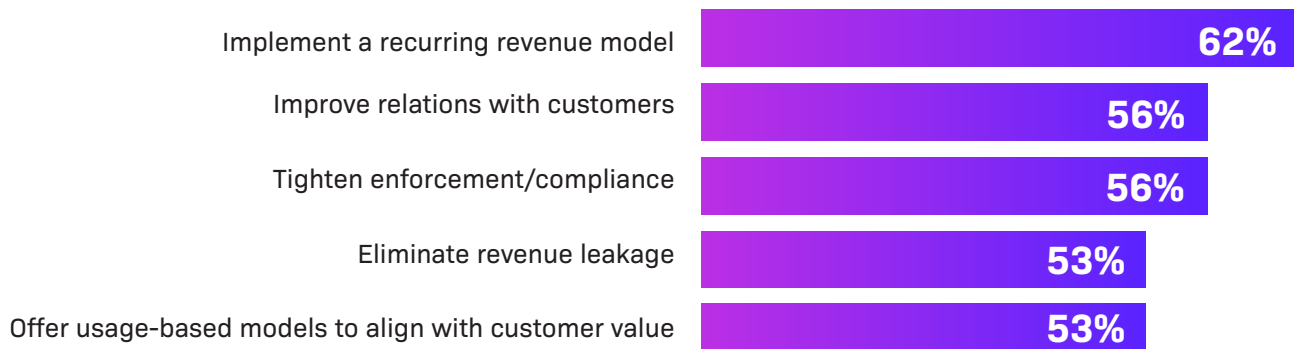 Implement a recurring revenue model 62%
Improve relations with customers 56%
Tighten enforcement/compliance 56%
Eliminate revenue leakage 53%
Offer usage-based models to align with customer value 53%